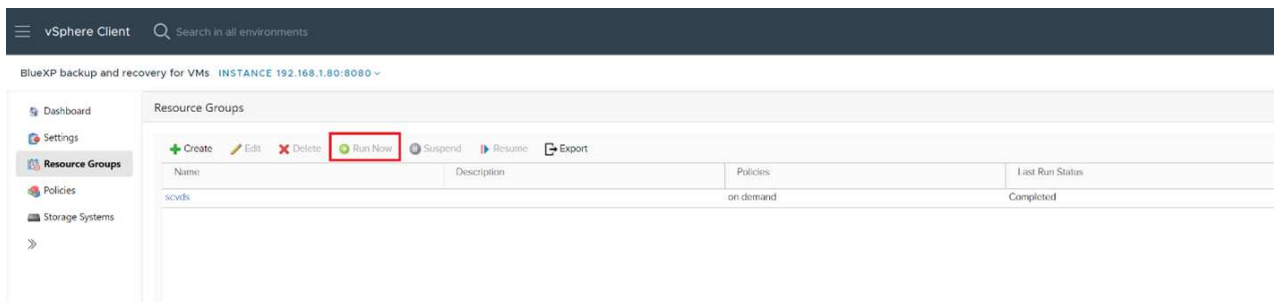 vSphere Client Search in all environments
BlueXP backup and recovery for VMs INSTANCE 192.168.1.80:8080
Dashboard
Settings
Resource Groups
Policies
Storage Systems
Resource Groups
Create Edit Delete Run Now Suspend Resume Export
Name Description Policies Last Run Status
scvds on demand Completed